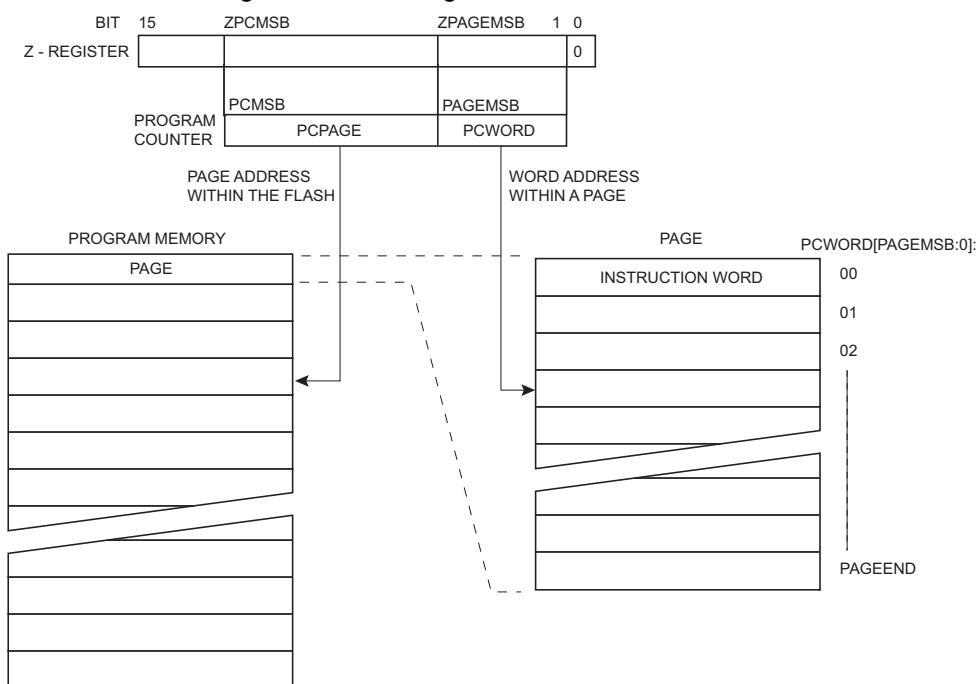 BIT 15 ZPCMSB ZPAGEMSB 1 0
Z - REGISTER 0
PCMSB PAGEMSB
PROGRAM
COUNTER
PCPAGE PCWORD
PAGE ADDRESS
WITHIN THE FLASH
WORD ADDRESS
WITHIN A PAGE
PROGRAM MEMORY
PAGE
PAGE
PCWORD[PAGEMSB:0]:
INSTRUCTION WORD
00
01
02
PAGEEND